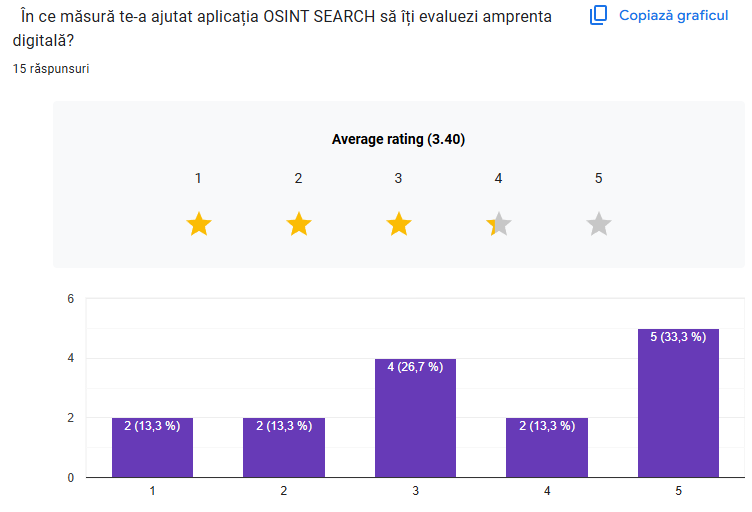 În ce măsură te-a ajutat aplicația OSINT SEARCH să îți evaluezi amprenta
digitală?
Copiază graficul
15 răspunsuri
Average rating (3.40)
1 2 3 4 5
6
4
2
0
2 (13,3 %) 2 (13,3 %) 4 (26,7 %) 2 (13,3 %) 5 (33,3 %)
1 2 3 4 5